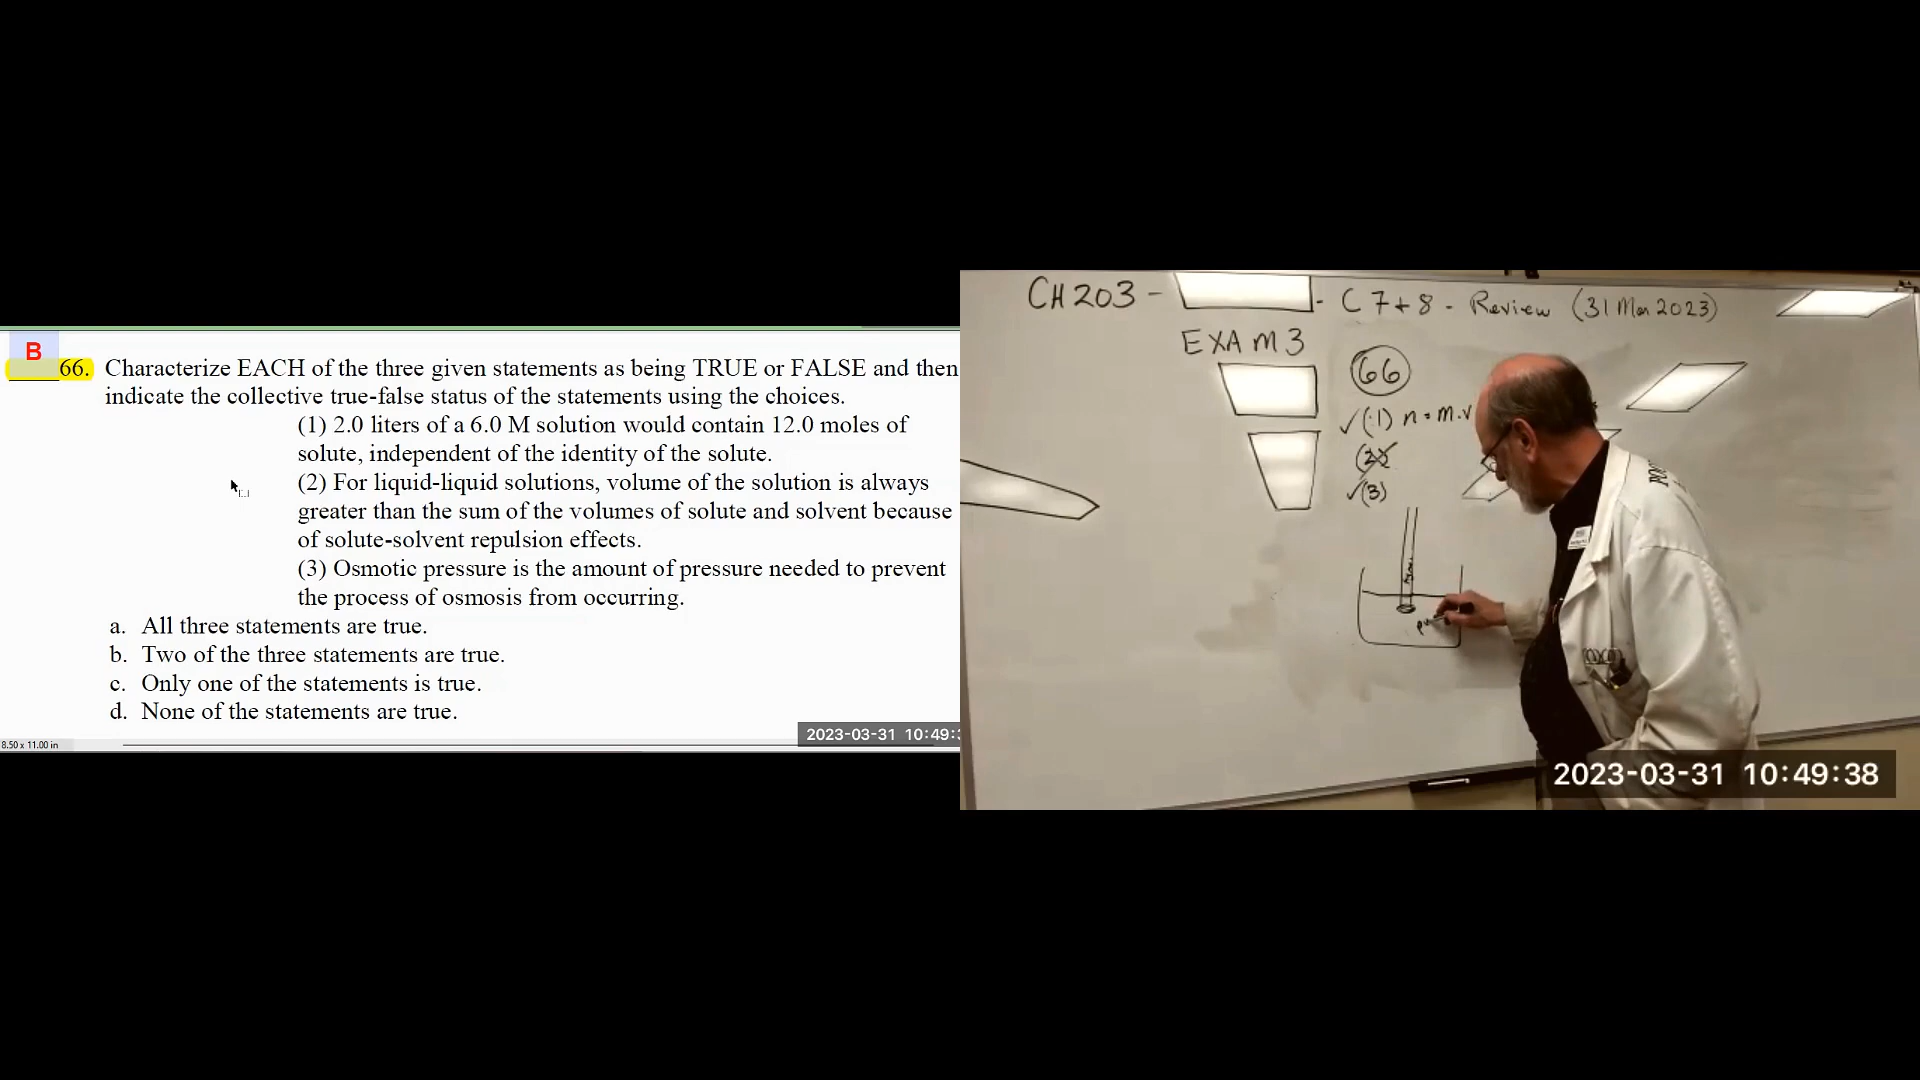 B
66. Characterize EACH of the three given statements as being TRUE or FALSE and then
indicate the collective true-false status of the statements using the choices.
(1) 2.0 liters of a 6.0 M solution would contain 12.0 moles of
solute, independent of the identity of the solute.
(2) For liquid-liquid solutions, volume of the solution is always
greater than the sum of the volumes of solute and solvent because
of solute-solvent repulsion effects.
(3) Osmotic pressure is the amount of pressure needed to prevent
the process of osmosis from occurring.
a. All three statements are true.
b. Two of the three statements are true.
c. Only one of the statements is true.
d. None of the statements are true.
8.50 x 11.00 in
2023-03-31 10:49:3
CH 203 - - C 7 + 8 - Review (31 Mar 2023)
EXAM 3
66
✓(1) n = M.V
(2)
✓(3)
2023-03-31 10:49:38